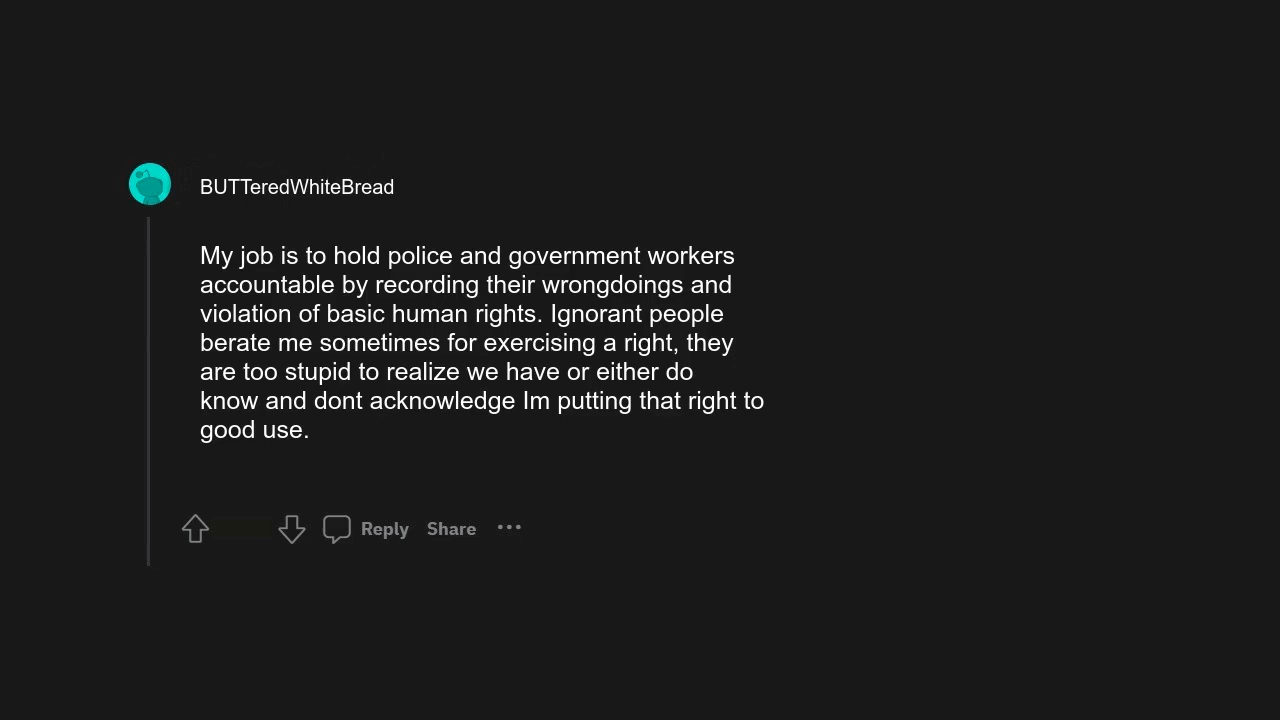 BUTTeredWhiteBread
My job is to hold police and government workers
accountable by recording their wrongdoings and
violation of basic human rights. Ignorant people
berate me sometimes for exercising a right, they
are too stupid to realize we have or either do
know and dont acknowledge Im putting that right to
good use.
Reply Share